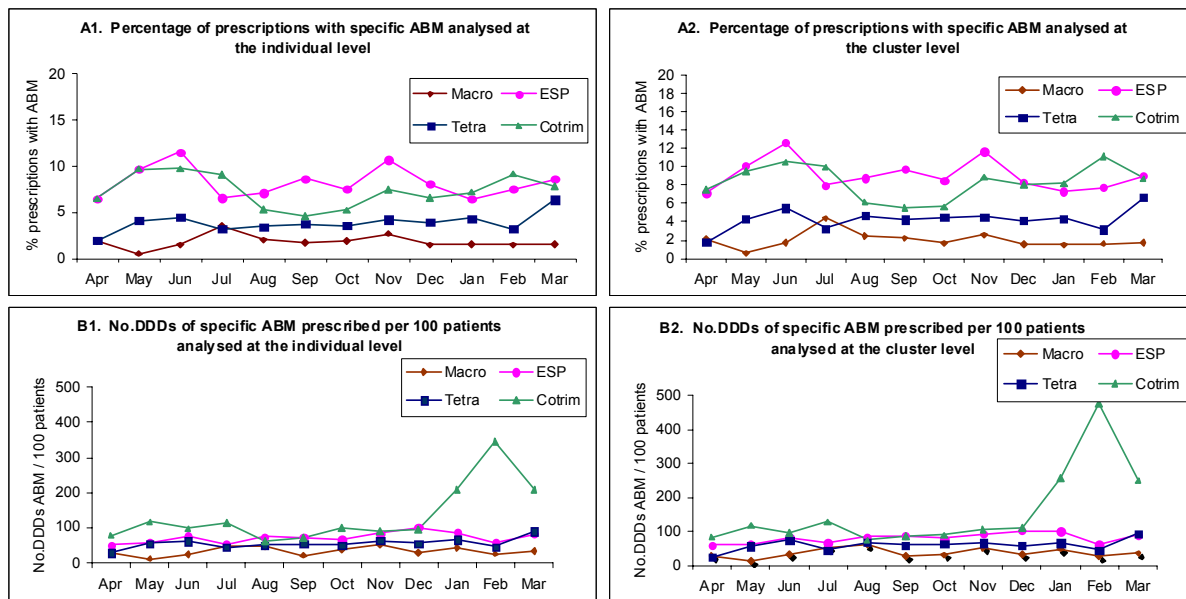 A1. Percentage of prescriptions with specific ABM analysed at
the individual level
% prescriptions with ABM
20
15
10
5
0
Macro
ESP
Tetra
Cotrim
Apr May Jun Jul Aug Sep Oct Nov Dec Jan Feb Mar
A2. Percentage of prescriptions with specific ABM analysed at
the cluster level
% prescriptions with ABM
20
18
16
14
12
10
8
6
4
2
0
Macro
ESP
Tetra
Cotrim
Apr May Jun Jul Aug Sep Oct Nov Dec Jan Feb Mar
B1. No.DDDs of specific ABM prescribed per 100 patients
analysed at the individual level
No.DDDs ABM / 100 patients
500
400
300
200
100
0
Macro
ESP
Tetra
Cotrim
Apr May Jun Jul Aug Sep Oct Nov Dec Jan Feb Mar
B2. No.DDDs of specific ABM prescribed per 100 patients
analysed at the cluster level
No.DDDs ABM / 100 patients
500
400
300
200
100
0
Macro
ESP
Tetra
Cotrim
Apr May Jun Jul Aug Sep Oct Nov Dec Jan Feb Mar